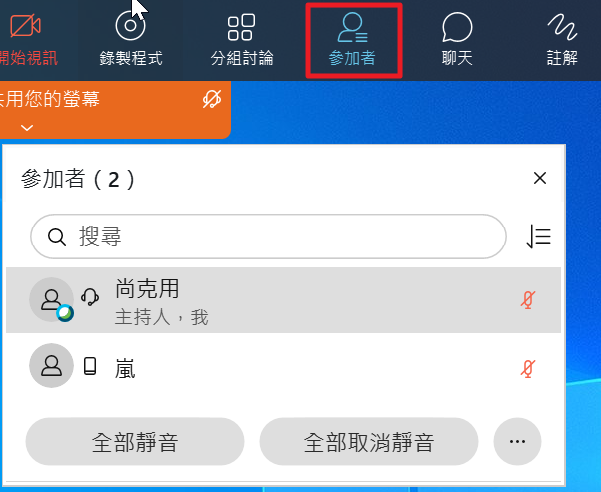 開始視訊
錄製程式
分組討論
參加者
聊天
註解
用您的螢幕
參加者（2）
搜尋
尚克用
主持人，我
嵐
全部靜音
全部取消靜音